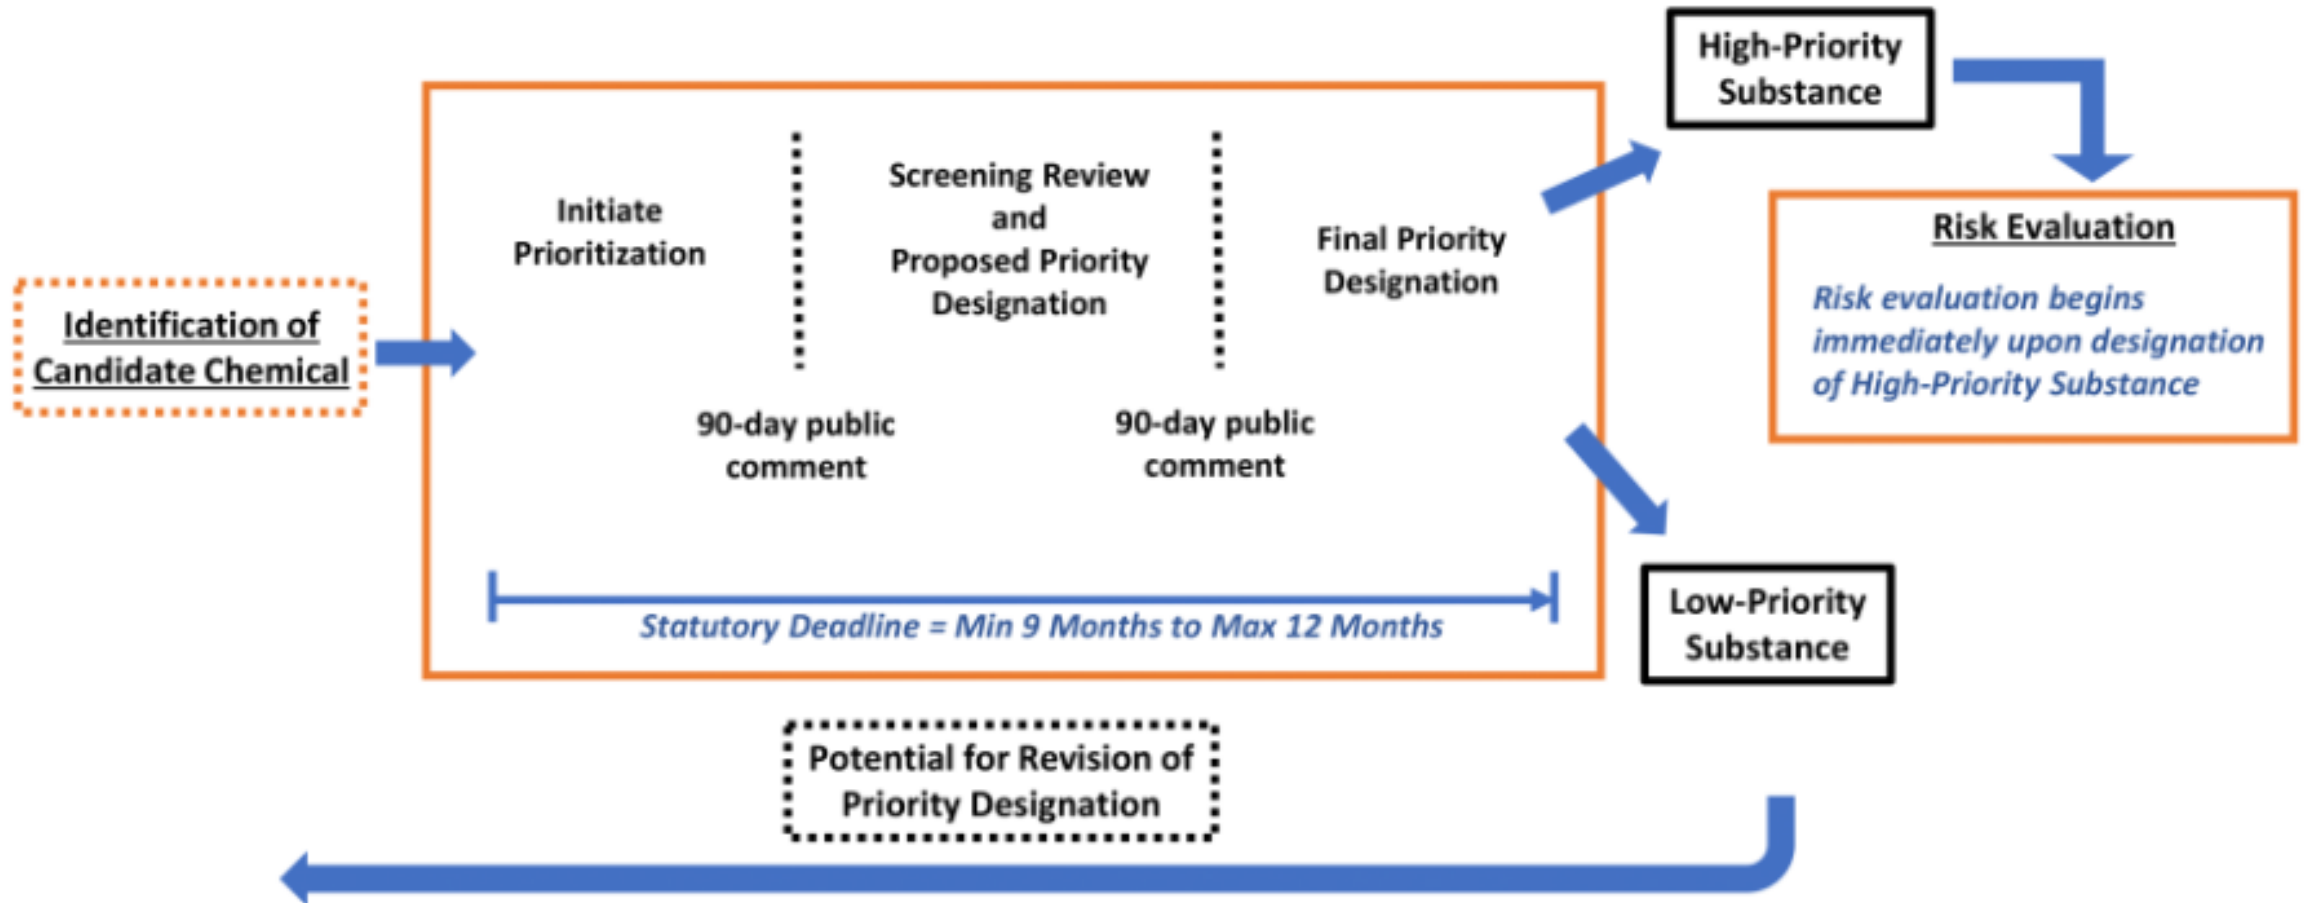 Identification of
Candidate Chemical
Initiate
Prioritization
90-day public
comment
Screening Review
and
Proposed Priority
Designation
90-day public
comment
Final Priority
Designation
Statutory Deadline = Min 9 Months to Max 12 Months
High-Priority
Substance
Risk Evaluation
Risk evaluation begins
immediately upon designation
of High-Priority Substance
Low-Priority
Substance
Potential for Revision of
Priority Designation